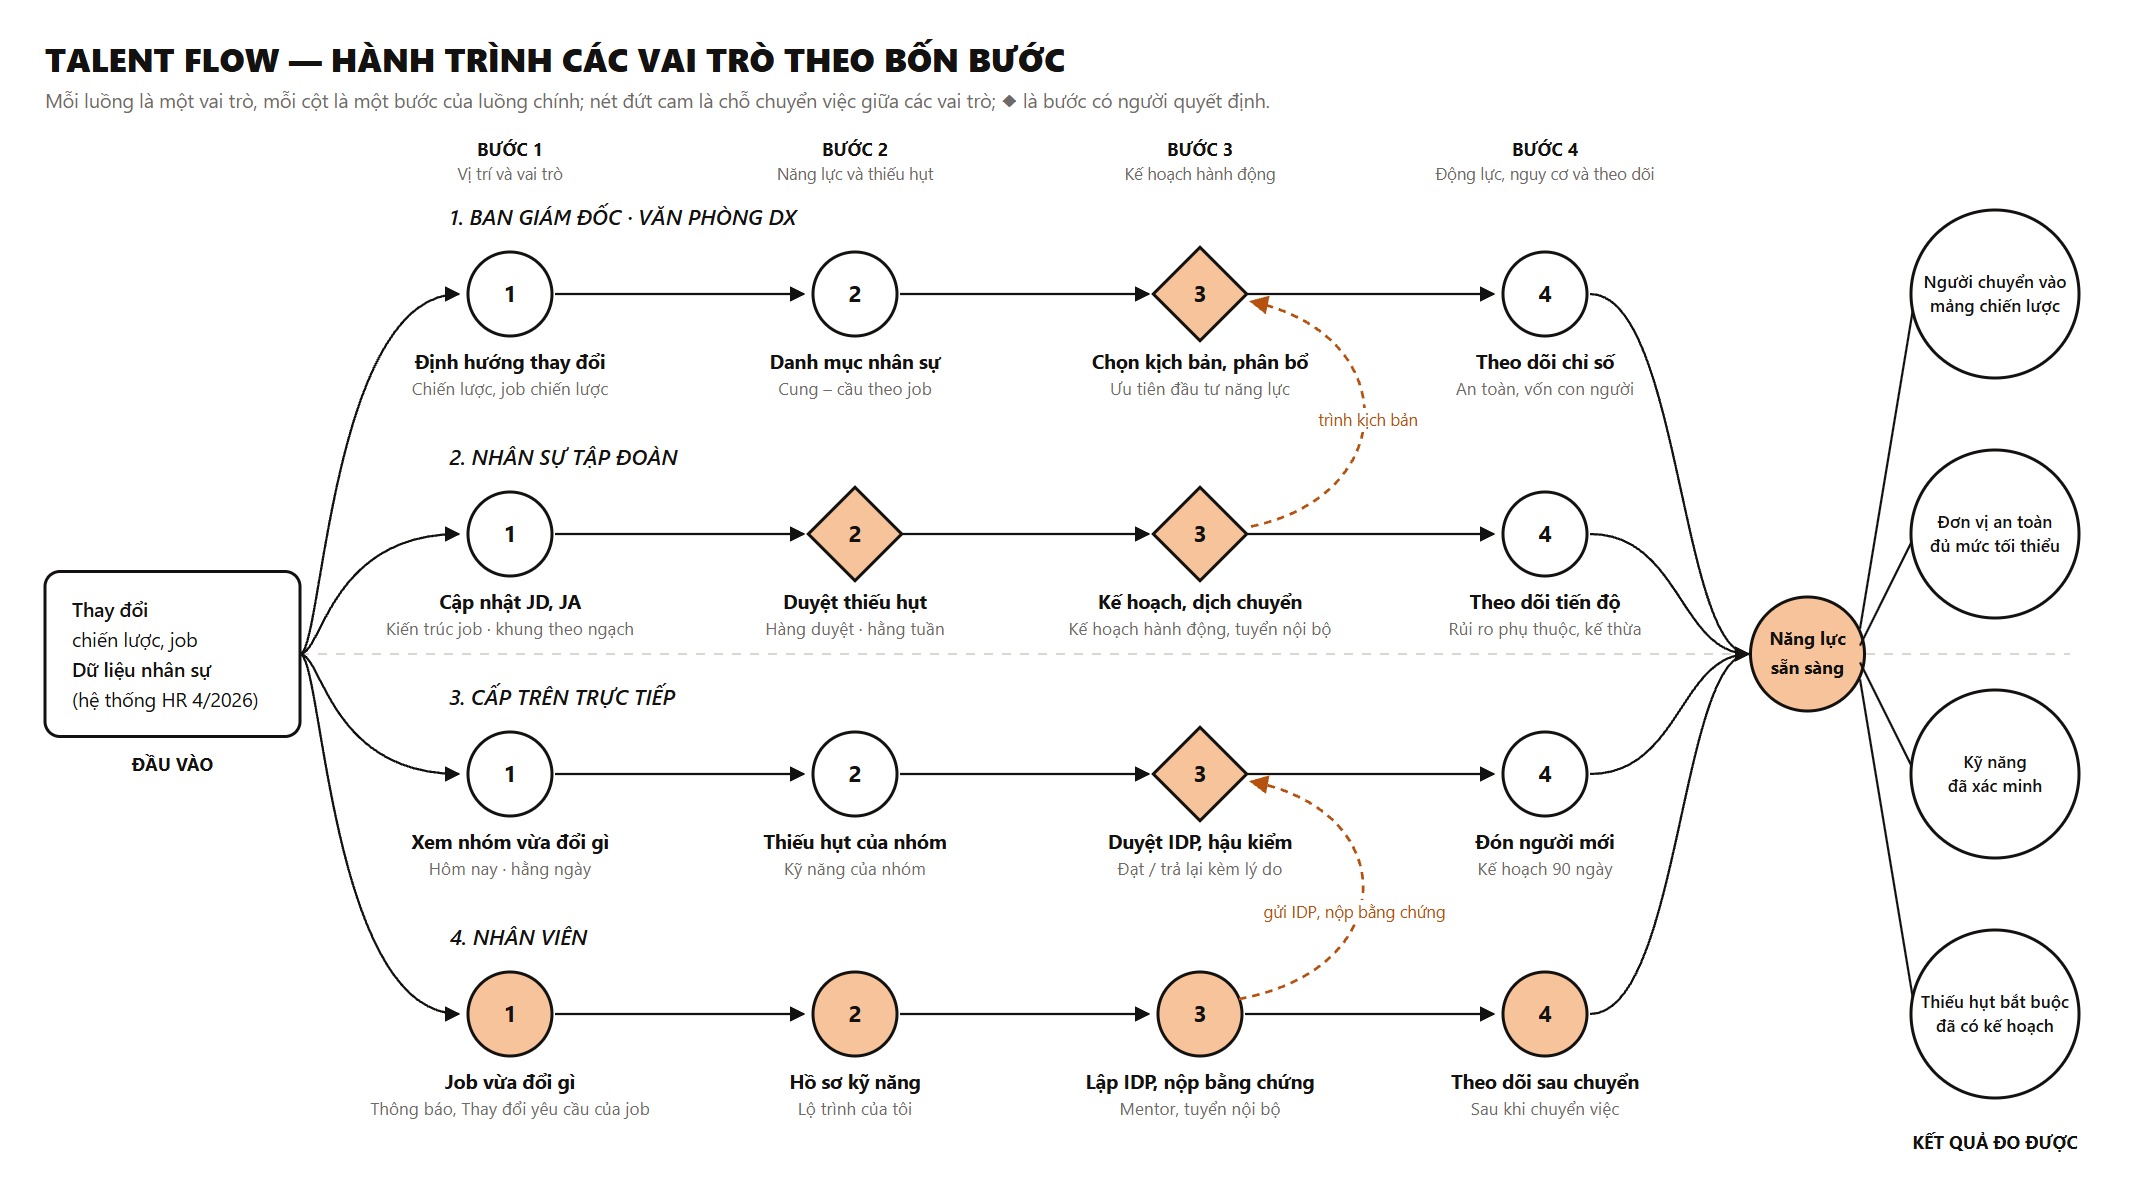 TALENT FLOW — HÀNH TRÌNH CÁC VAI TRÒ THEO BỐN BƯỚC
Mỗi luồng là một vai trò, mỗi cột là một bước của luồng chính; nét đứt cam là chỗ chuyển việc giữa các vai trò; ◆ là bước có người quyết định.
BƯỚC 1
Vị trí và vai trò
BƯỚC 2
Năng lực và thiếu hụt
BƯỚC 3
Kế hoạch hành động
BƯỚC 4
Động lực, nguy cơ và theo dõi
1. BAN GIÁM ĐỐC · VĂN PHÒNG DX
1
2
3
4
Định hướng thay đổi
Chiến lược, job chiến lược
Danh mục nhân sự
Cung – cầu theo job
Chọn kịch bản, phân bổ
Ưu tiên đầu tư năng lực
Theo dõi chỉ số
An toàn, vốn con người
trình kịch bản
2. NHÂN SỰ TẬP ĐOÀN
1
2
3
4
Cập nhật JD, JA
Kiến trúc job · khung theo ngạch
Duyệt thiếu hụt
Hàng duyệt · hằng tuần
Kế hoạch, dịch chuyển
Kế hoạch hành động, tuyển nội bộ
Theo dõi tiến độ
Rủi ro phụ thuộc, kế thừa
Thay đổi
chiến lược, job
Dữ liệu nhân sự
(hệ thống HR 4/2026)
ĐẦU VÀO
3. CẤP TRÊN TRỰC TIẾP
1
2
3
4
Xem nhóm vừa đổi gì
Hôm nay · hằng ngày
Thiếu hụt của nhóm
Kỹ năng của nhóm
Duyệt IDP, hậu kiểm
Đạt / trả lại kèm lý do
Đón người mới
Kế hoạch 90 ngày
gửi IDP, nộp bằng chứng
4. NHÂN VIÊN
1
2
3
4
Job vừa đổi gì
Thông báo, Thay đổi yêu cầu của job
Hồ sơ kỹ năng
Lộ trình của tôi
Lập IDP, nộp bằng chứng
Mentor, tuyển nội bộ
Theo dõi sau chuyển
Sau khi chuyển việc
Năng lực
sẵn sàng
Người chuyển vào
mảng chiến lược
Đơn vị an toàn
đủ mức tối thiểu
Kỹ năng
đã xác minh
Thiếu hụt bắt buộc
đã có kế hoạch
KẾT QUẢ ĐO ĐƯỢC